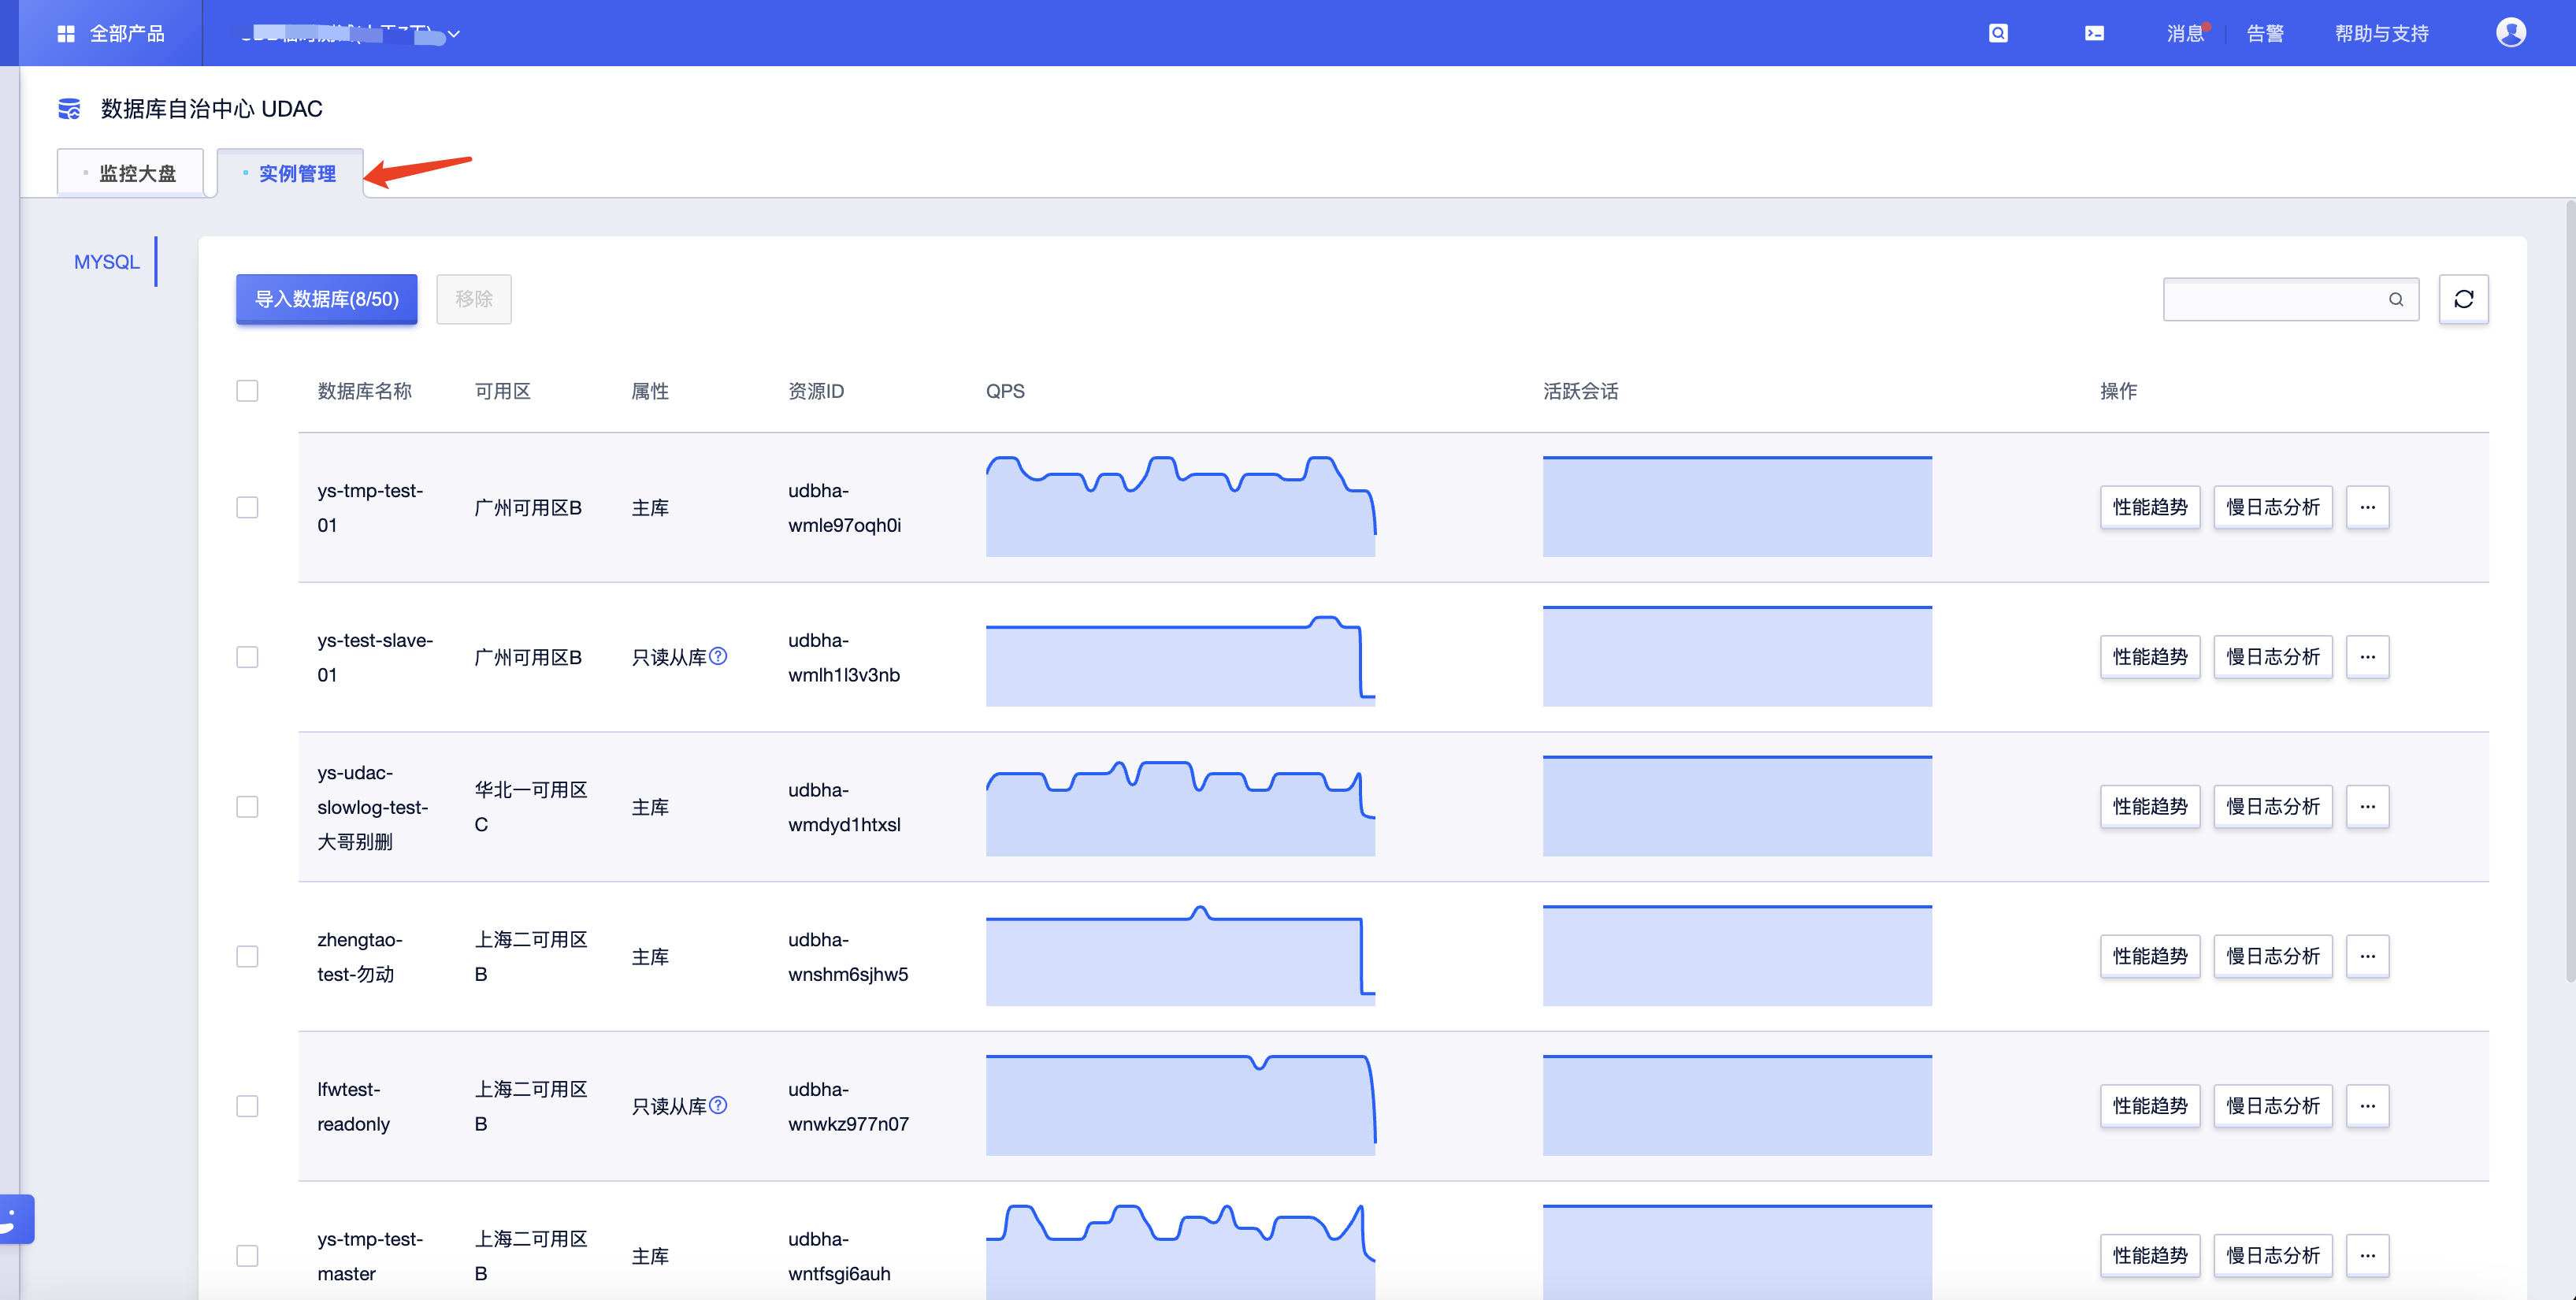 全部产品
消息
告警
帮助与支持
数据库自治中心 UDAC
监控大盘
实例管理
MYSQL
导入数据库(8/50)
移除
数据库名称
可用区
属性
资源ID
QPS
活跃会话
操作
ys-tmp-test-
01
广州可用区B
主库
udbha-
wmle97oqh0i
性能趋势
慢日志分析
...
ys-test-slave-
01
广州可用区B
只读从库
udbha-
wmlh1l3v3nb
性能趋势
慢日志分析
...
ys-udac-
slowlog-test-
大哥别删
华北一可用区
C
主库
udbha-
wmdyd1htxsl
性能趋势
慢日志分析
...
zhengtao-
test-勿动
上海二可用区
B
主库
udbha-
wnshm6sjhw5
性能趋势
慢日志分析
...
lfwtest-
readonly
上海二可用区
B
只读从库
udbha-
wnwkz977n07
性能趋势
慢日志分析
...
ys-tmp-test-
master
上海二可用区
B
主库
udbha-
wntfsgi6auh
性能趋势
慢日志分析
...